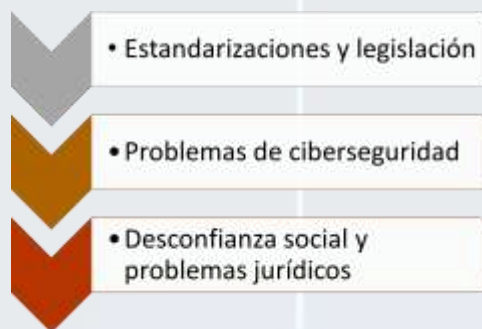 • Estandarizaciones y legislación
• Problemas de ciberseguridad
• Desconfianza social y
problemas jurídicos